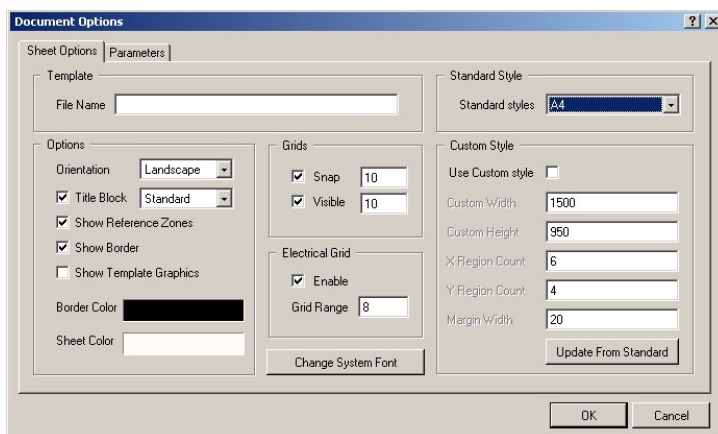 Document Options
Sheet Options Parameters
Template
File Name
Standard Style
Standard styles A4
Options
Orientation Landscape
Title Block Standard
Show Reference Zones
Show Border
Show Template Graphics
Border Color
Sheet Color
Grids
Snap 10
Visible 10
Electrical Grid
Enable
Grid Range 8
Change System Font
Custom Style
Use Custom style
Custom Width 1500
Custom Height 950
X Region Count 6
Y Region Count 4
Margin Width 20
Update From Standard
OK Cancel